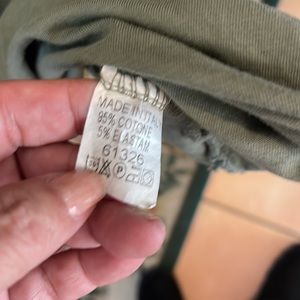 MADE IN ITALY
95% COTONE
5% ELASTAN
61326